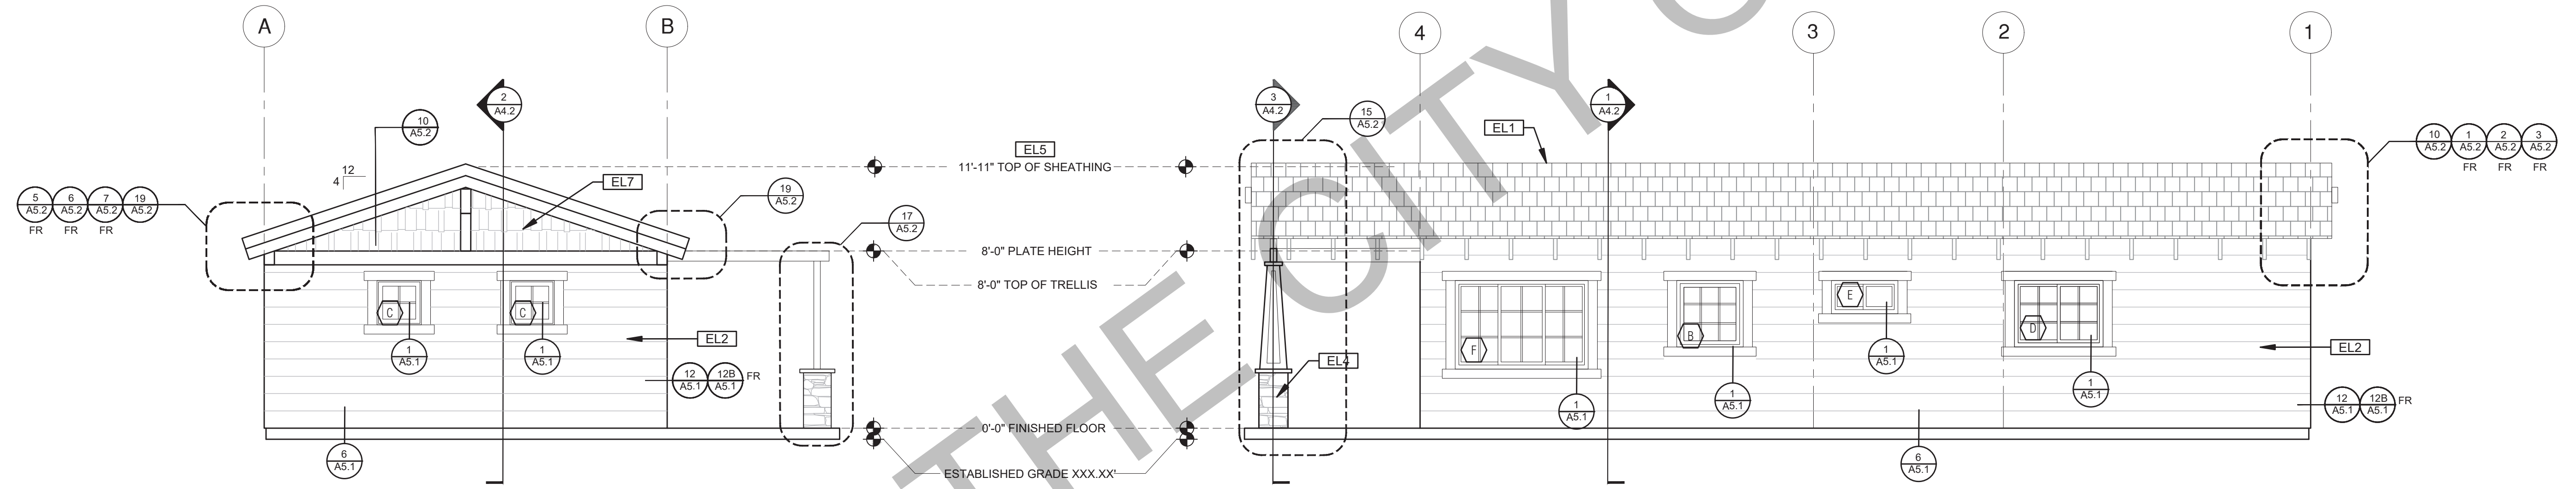 A
B
4
3
2
1
2
A4.2
3
A4.2
1
A4.2
10
A5.2
15
A5.2
EL1
10
A5.2
1
A5.2
FR
2
A5.2
FR
3
A5.2
FR
EL5
11'-11" TOP OF SHEATHING
12
4
EL7
5
A5.2
FR
6
A5.2
FR
7
A5.2
FR
19
A5.2
19
A5.2
17
A5.2
8'-0" PLATE HEIGHT
8'-0" TOP OF TRELLIS
C
C
1
A5.1
1
A5.1
EL2
12
A5.1
12B
A5.1
FR
6
A5.1
0'-0" FINISHED FLOOR
ESTABLISHED GRADE XXX.XX'
EL4
F
B
E
D
1
A5.1
1
A5.1
1
A5.1
1
A5.1
EL2
12
A5.1
12B
A5.1
FR
6
A5.1
THE CITY O